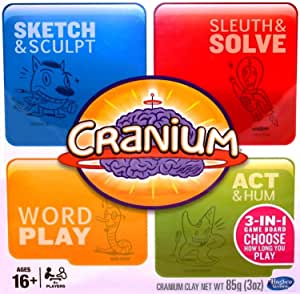 SKETCH
& SCULPT
SLEUTH &
SOLVE
CRANIUM
WORD
PLAY
ACT
& HUM
3-IN-1
GAME BOARD
CHOOSE
HOW LONG YOU
PLAY
AGES
16+
4+
PLAYERS
CRANIUM CLAY NET WT 85g (3oz)
Hasbro
Gaming